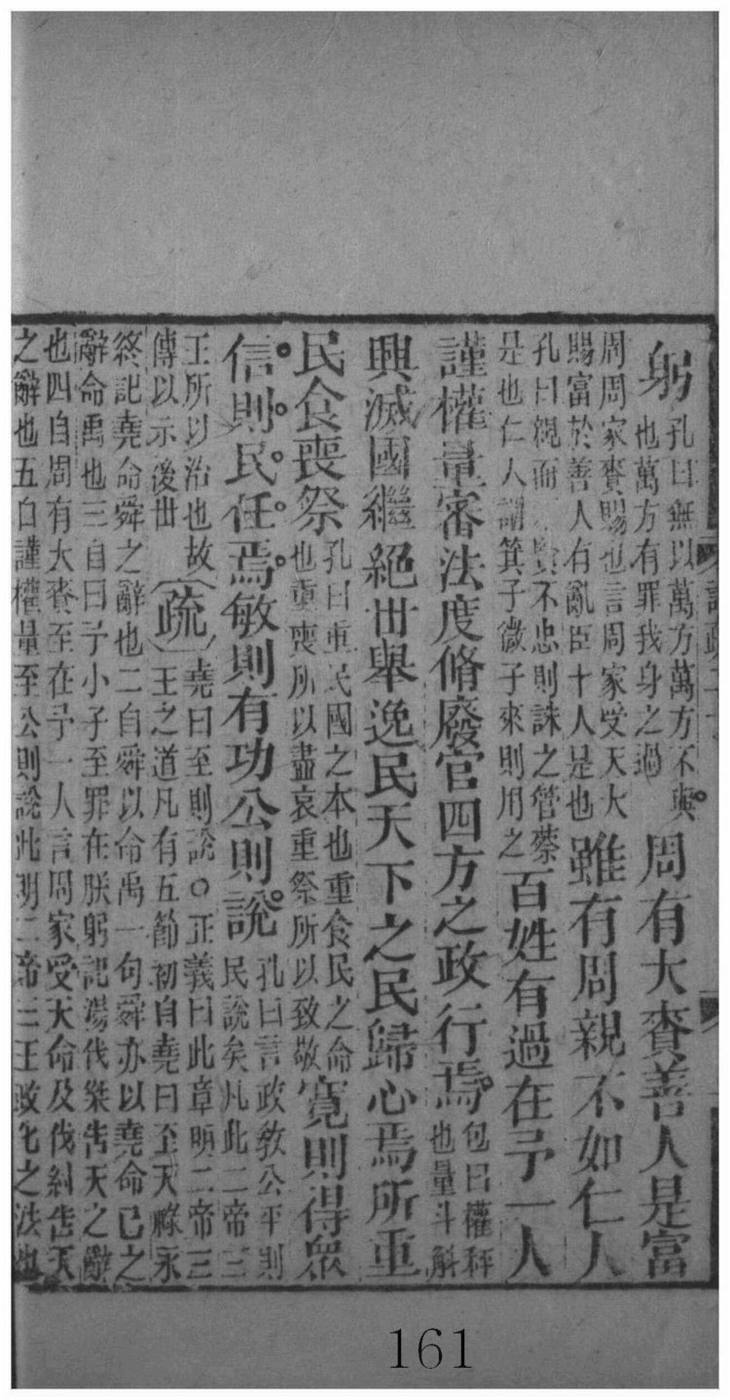 躬孔曰無以萬方萬方不與也萬方有罪我身之過周有大賚善人是富
周周家賚賜也言周家受天大賜富於善人有亂臣十人是也雖有周親不如仁人
孔曰親而不賢不忠則誅之管蔡是也仁人謂箕子微子來則用之百姓有過在予一人
謹權量審法度脩廢官四方之政行焉包曰權秤也量斗斛
興滅國繼絕世舉逸民天下之民歸心焉所重
民食喪祭孔曰重民國之本也重食民之命也重喪所以盡哀重祭所以致敬寬則得眾
信則民任焉敏則有功公則說孔曰言政教公平則民說矣凡此二帝三
王所以治也故傳以示後世疏堯曰至則說○正義曰此章明二帝三王之道凡有五節初自堯曰至天祿永
終記堯命舜之辭也二自舜以命禹一句舜亦以堯命己之辭命禹也三自曰予小子至罪在朕躬記湯伐桀告天之辭
也四自周有大賚至在予一人言周家受天命及伐紂告天之辭也五自謹權量至公則說此明二帝三王政化之法也
161